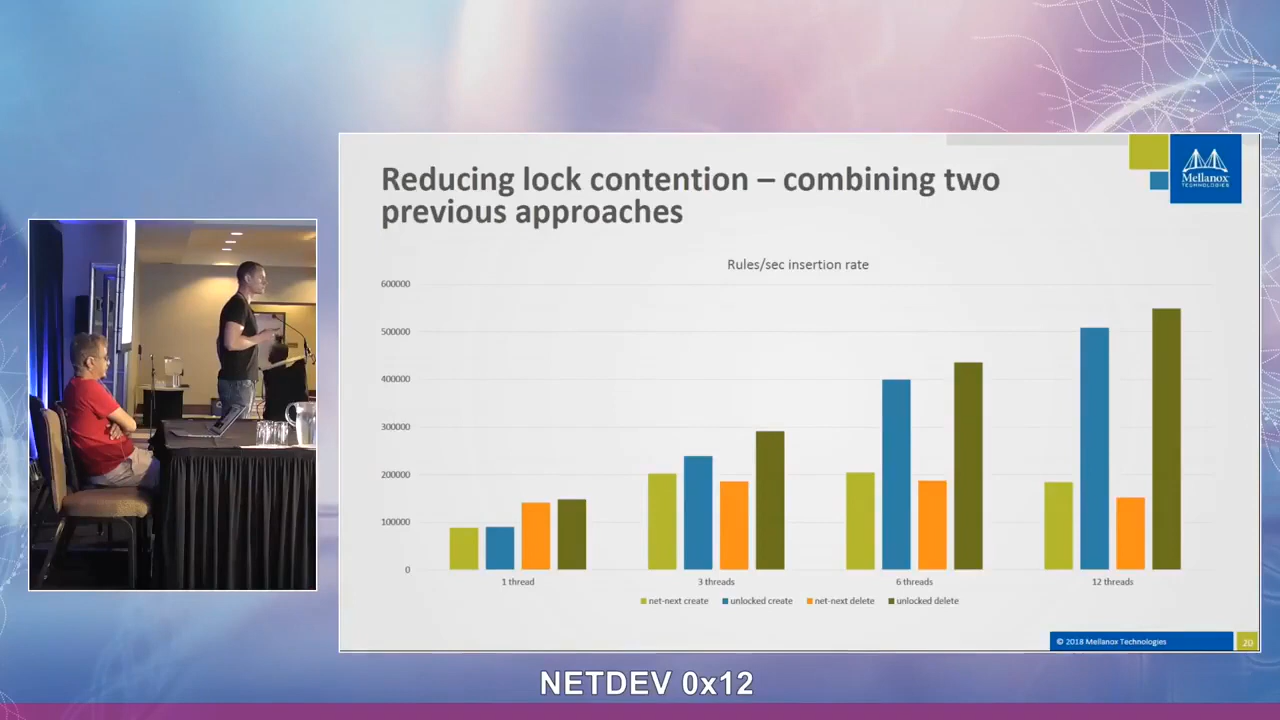 Reducing lock contention – combining two
previous approaches
Mellanox
TECHNOLOGIES
Rules/sec insertion rate
600000
500000
400000
300000
200000
100000
0
1 thread
3 threads
6 threads
12 threads
net-next create
unlocked create
net-next delete
unlocked delete
© 2018 Mellanox Technologies
20
NETDEV 0x12